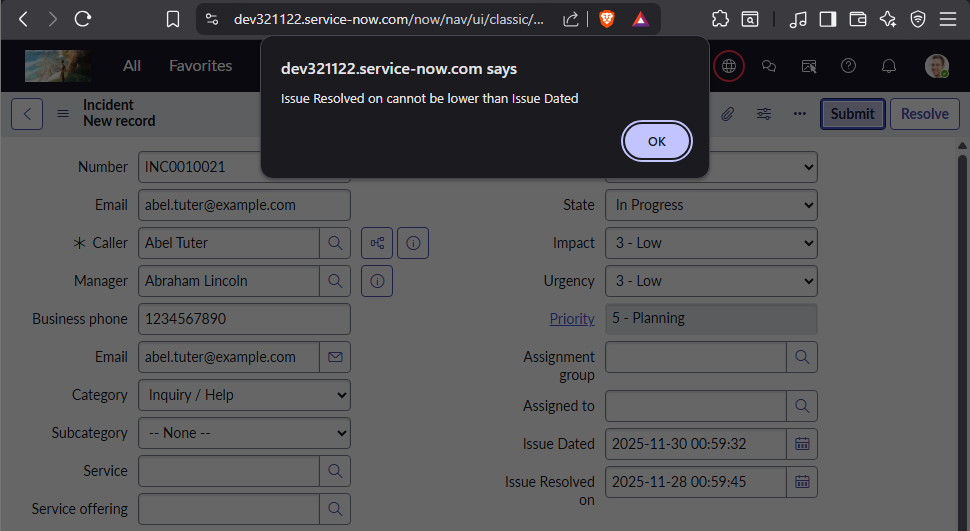 dev321122.service-now.com/now/nav/ui/classic/...
All
Favorites
dev321122.service-now.com says
Issue Resolved on cannot be lower than Issue Dated
OK
Incident
New record
Submit
Resolve
Number
INC0010021
Email
abel.tuter@example.com
Caller
Abel Tuter
Manager
Abraham Lincoln
Business phone
1234567890
Email
abel.tuter@example.com
Category
Inquiry / Help
Subcategory
-- None --
Service
Service offering
State
In Progress
Impact
3 - Low
Urgency
3 - Low
Priority
5 - Planning
Assignment
group
Assigned to
Issue Dated
2025-11-30 00:59:32
Issue Resolved
on
2025-11-28 00:59:45